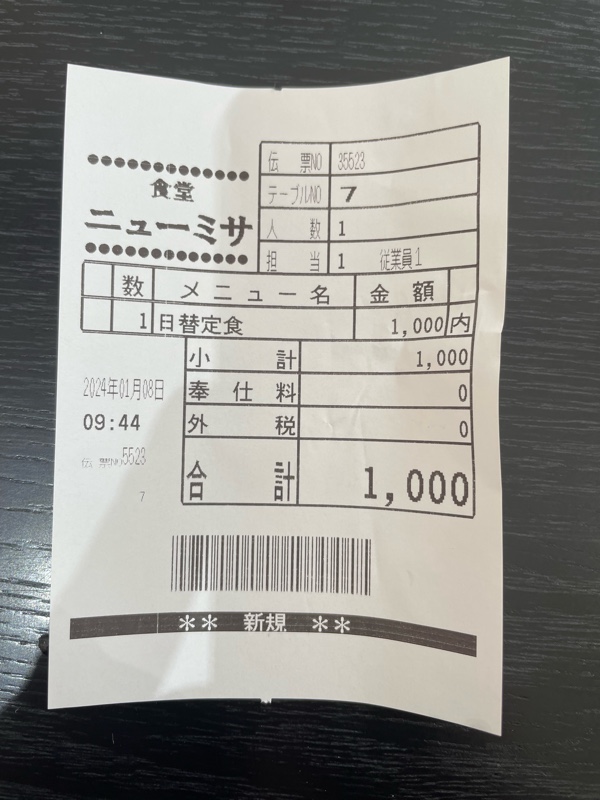 食堂
ニューミサ
伝 票NO 35523
テーブルNO 7
人 数 1
担 当 1 従業員1
数 メニュー名 金 額
1 日替定食 1,000 内
小 計 1,000
奉 仕 料 0
外 税 0
合 計 1,000
2024年01月08日
09:44
伝 票NO 5523
7
** 新規 **